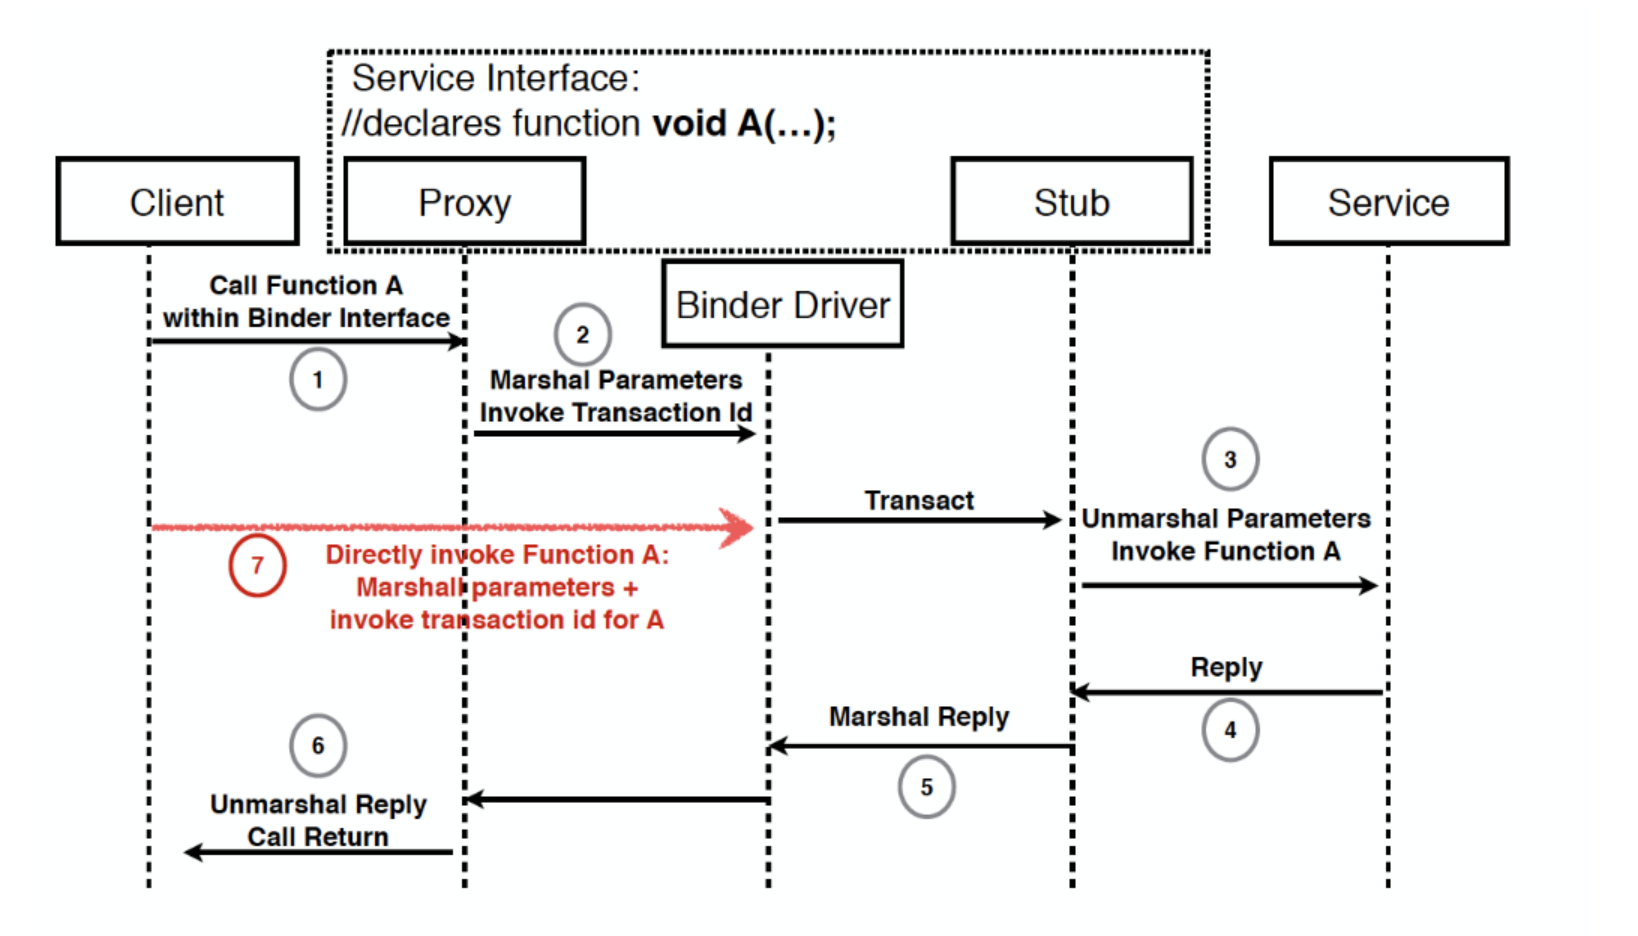 Service Interface:
//declares function void A(...);
Client
Proxy
Stub
Service
Binder Driver
Call Function A
within Binder Interface
1
2
Marshal Parameters
Invoke Transaction Id
3
Transact
Unmarshal Parameters
Invoke Function A
7
Directly invoke Function A:
Marshall parameters +
invoke transaction id for A
Reply
4
Marshal Reply
5
6
Unmarshal Reply
Call Return